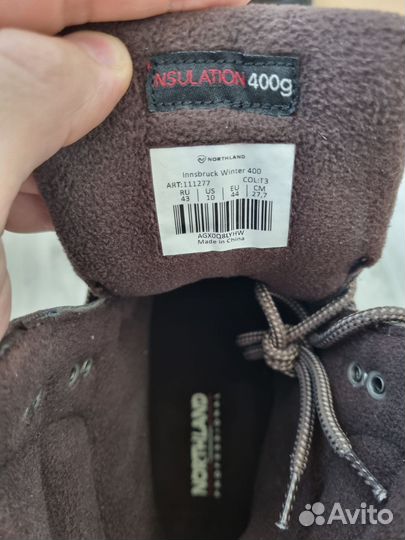 INSULATION 400g
NORTHLAND
Innsbruck Winter 400
ART:111277 COL:T3
RU US EU CM
43 10 44 27,7
AGX0Q8LYHW
Made in China
NORTHLAND
Avito